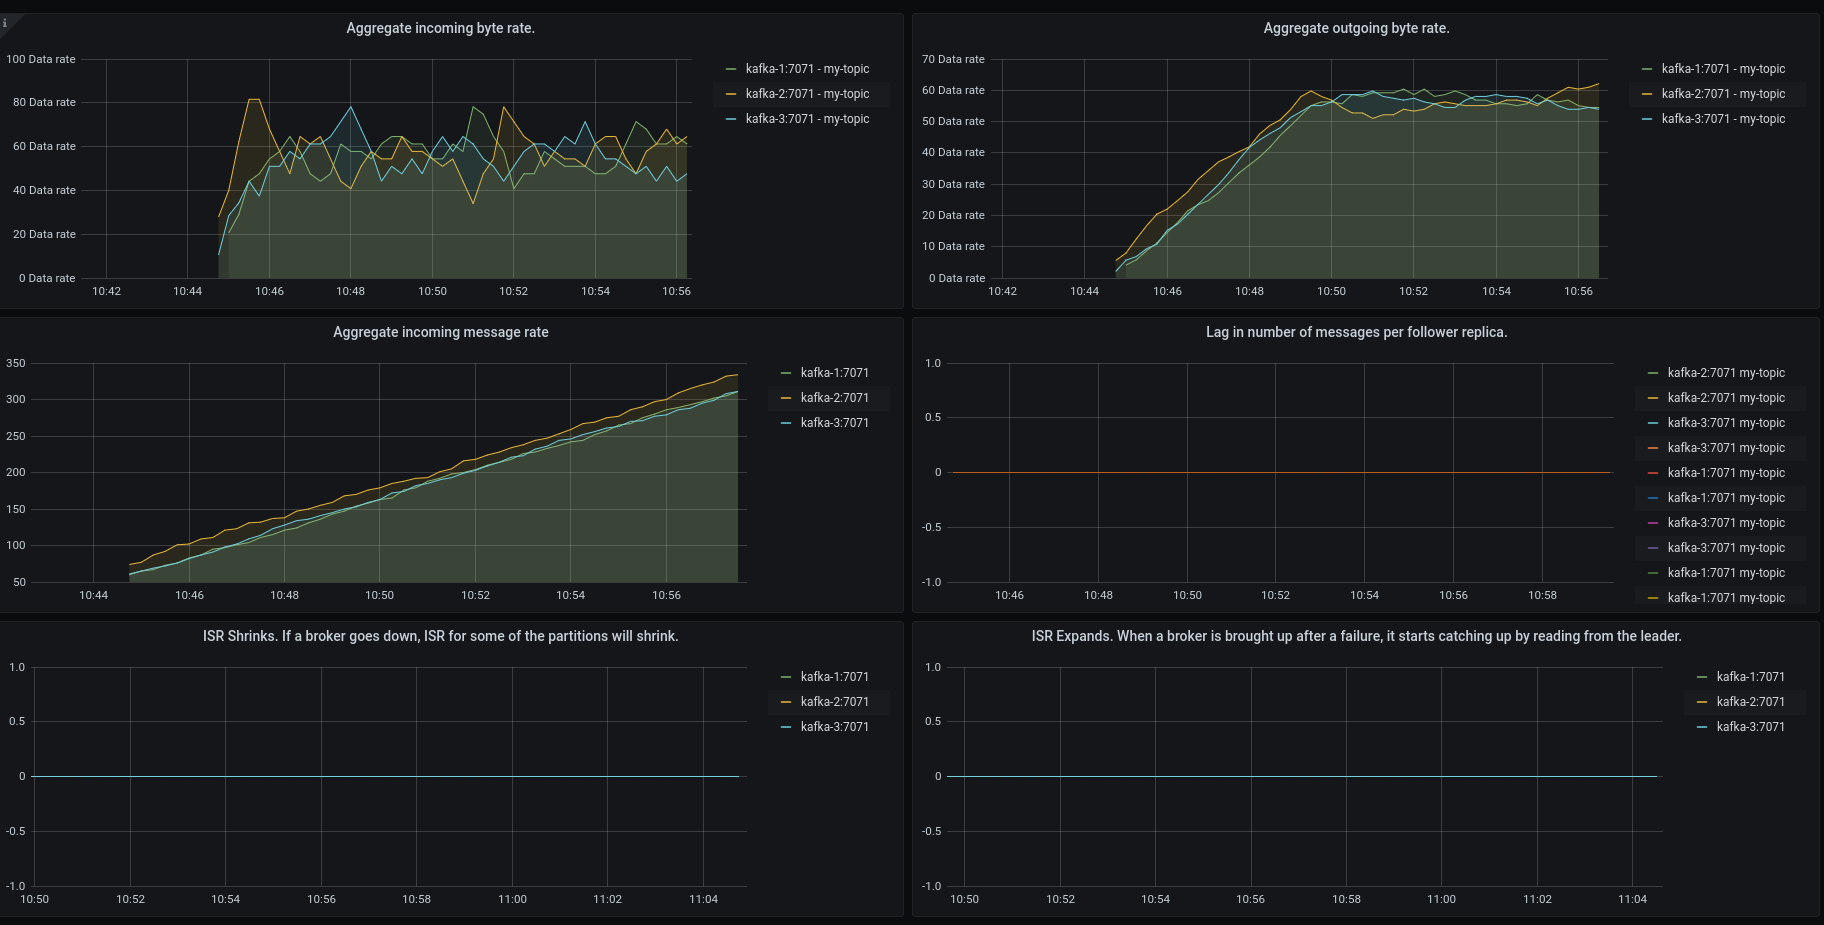 i
Aggregate incoming byte rate.
100 Data rate
80 Data rate
60 Data rate
40 Data rate
20 Data rate
0 Data rate
10:42 10:44 10:46 10:48 10:50 10:52 10:54 10:56
kafka-1:7071 - my-topic
kafka-2:7071 - my-topic
kafka-3:7071 - my-topic
Aggregate outgoing byte rate.
70 Data rate
60 Data rate
50 Data rate
40 Data rate
30 Data rate
20 Data rate
10 Data rate
0 Data rate
10:42 10:44 10:46 10:48 10:50 10:52 10:54 10:56
kafka-1:7071 - my-topic
kafka-2:7071 - my-topic
kafka-3:7071 - my-topic
Aggregate incoming message rate
350
300
250
200
150
100
50
10:44 10:46 10:48 10:50 10:52 10:54 10:56
kafka-1:7071
kafka-2:7071
kafka-3:7071
Lag in number of messages per follower replica.
1.0
0.5
0
-0.5
-1.0
10:46 10:48 10:50 10:52 10:54 10:56 10:58
kafka-2:7071 my-topic
kafka-2:7071 my-topic
kafka-3:7071 my-topic
kafka-3:7071 my-topic
kafka-1:7071 my-topic
kafka-1:7071 my-topic
kafka-3:7071 my-topic
kafka-3:7071 my-topic
kafka-1:7071 my-topic
kafka-1:7071 my-topic
ISR Shrinks. If a broker goes down, ISR for some of the partitions will shrink.
1.0
0.5
0
-0.5
-1.0
10:50 10:52 10:54 10:56 10:58 11:00 11:02 11:04
kafka-1:7071
kafka-2:7071
kafka-3:7071
ISR Expands. When a broker is brought up after a failure, it starts catching up by reading from the leader.
1.0
0.5
0
-0.5
-1.0
10:50 10:52 10:54 10:56 10:58 11:00 11:02 11:04
kafka-1:7071
kafka-2:7071
kafka-3:7071